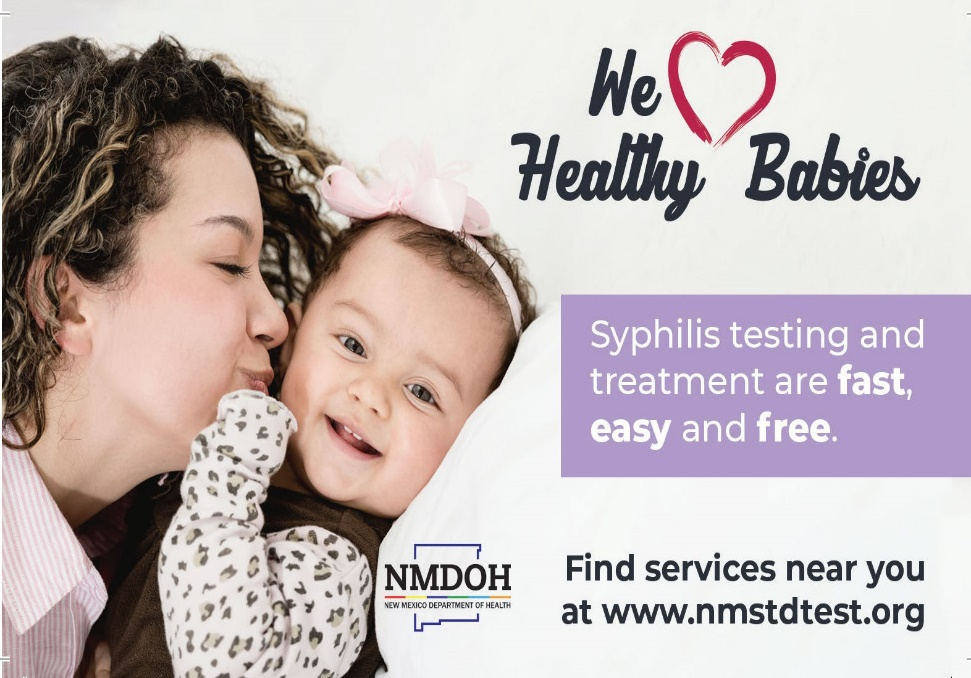 We
Healthy Babies
Syphilis testing and
treatment are fast,
easy and free.
NMDOH
NEW MEXICO DEPARTMENT OF HEALTH
Find services near you
at www.nmstdtest.org